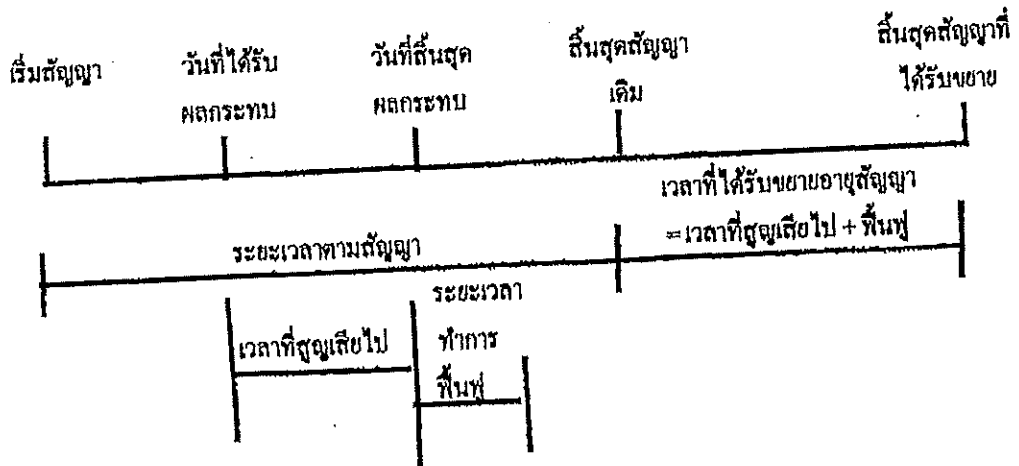 เริ่มสัญญา
วันที่ได้รับ
ผลกระทบ
วันที่สิ้นสุด
ผลกระทบ
สิ้นสุดสัญญา
เดิม
สิ้นสุดสัญญาที่
ได้รับขยาย
เวลาที่ได้รับขยายอายุสัญญา
=เวลาที่สูญเสียไป + ฟื้นฟู
ระยะเวลาตามสัญญา
เวลาที่สูญเสียไป
ระยะเวลา
ทำการ
ฟื้นฟู